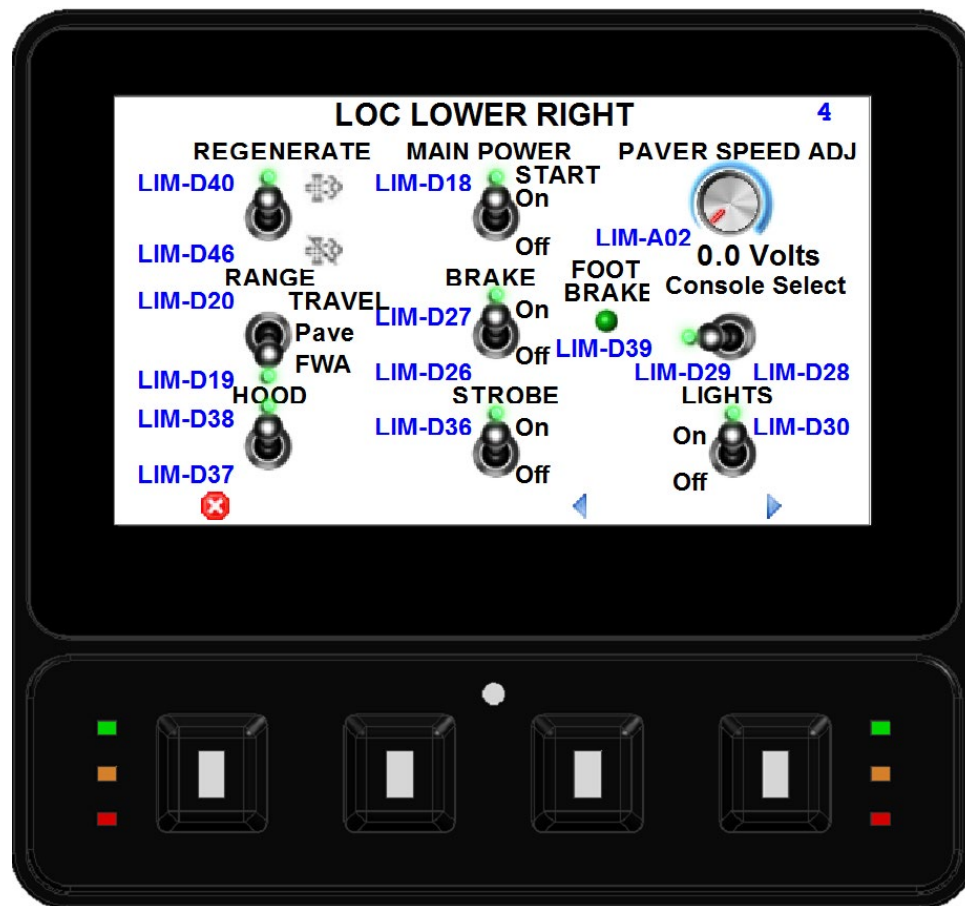 LOC LOWER RIGHT
4
REGENERATE
LIM-D40
LIM-D46
MAIN POWER
LIM-D18
START
On
Off
PAVER SPEED ADJ
LIM-A02
0.0 Volts
RANGE
LIM-D20
TRAVEL
Pave
FWA
LIM-D19
BRAKE
LIM-D27
On
Off
LIM-D26
FOOT
BRAKE
LIM-D39
Console Select
LIM-D29
LIM-D28
HOOD
LIM-D38
LIM-D37
STROBE
LIM-D36
On
Off
LIGHTS
On
LIM-D30
Off